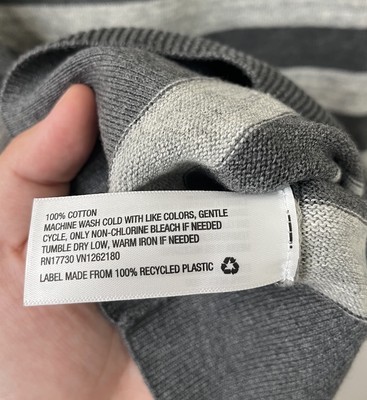 100% COTTON
MACHINE WASH COLD WITH LIKE COLORS, GENTLE
CYCLE, ONLY NON-CHLORINE BLEACH IF NEEDED
TUMBLE DRY LOW, WARM IRON IF NEEDED
RN17730 VN1262180
LABEL MADE FROM 100% RECYCLED PLASTIC